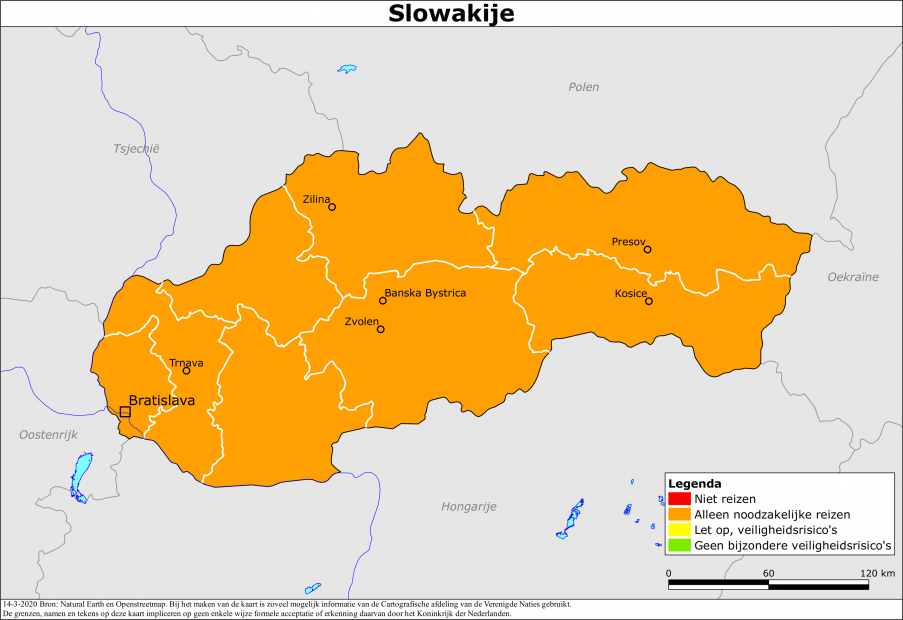 Slowakije
Polen
Tsjechië
Zilina
Presov
Oekraïne
Banska Bystrica
Kosice
Zvolen
Trnava
Bratislava
Oostenrijk
Hongarije
Legenda
Niet reizen
Alleen noodzakelijke reizen
Let op, veiligheidsrisico's
Geen bijzondere veiligheidsrisico's
0 60 120 km
14-3-2020 Bron: Natural Earth en Openstreetmap. Bij het maken van de kaart is zoveel mogelijk informatie van de Cartografische afdeling van de Verenigde Naties gebruikt.
De grenzen, namen en tekens op deze kaart impliceren op geen enkele wijze formele acceptatie of erkenning daarvan door het Koninkrijk der Nederlanden.